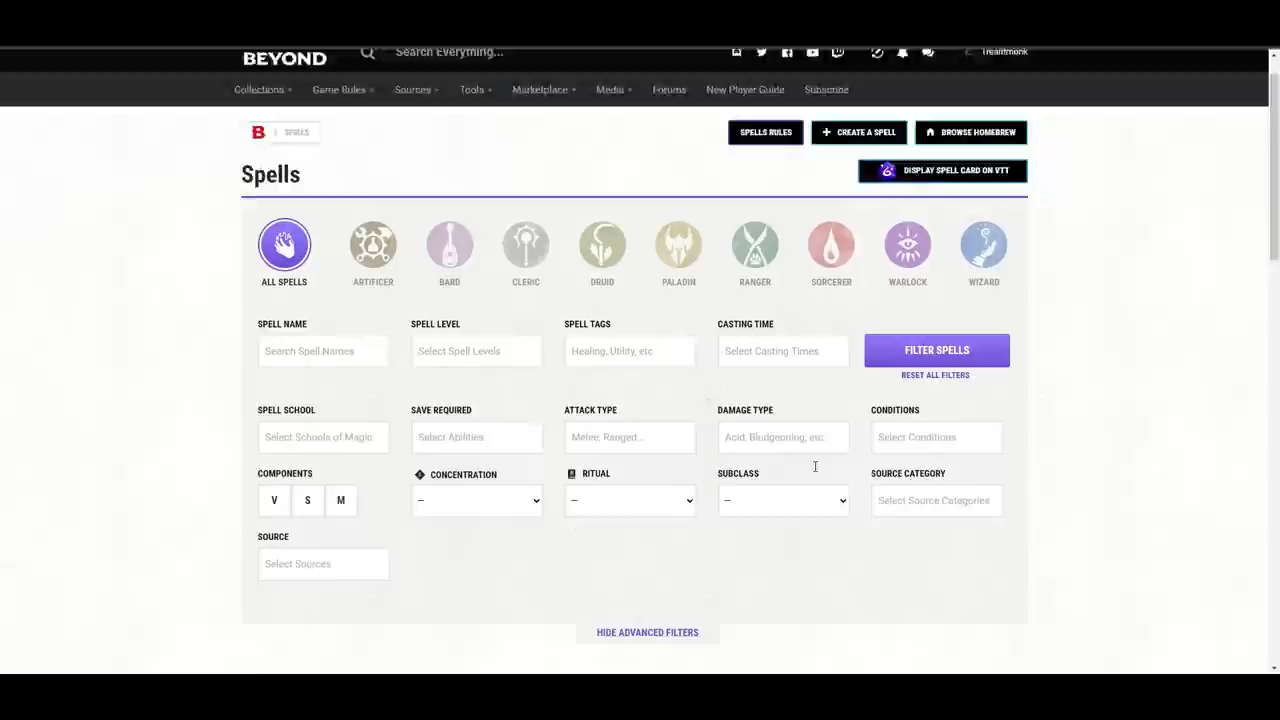 BEYOND
Search Everything...
Treantmonk
Collections
Game Rules
Sources
Tools
Marketplace
Media
Forums
New Player Guide
Subscribe
B
SPELLS
SPELLS RULES
+ CREATE A SPELL
BROWSE HOMEBREW
Spells
DISPLAY SPELL CARD ON VTT
ALL SPELLS
ARTIFICER
BARD
CLERIC
DRUID
PALADIN
RANGER
SORCERER
WARLOCK
WIZARD
SPELL NAME
SPELL LEVEL
SPELL TAGS
CASTING TIME
Search Spell Names
Select Spell Levels
Healing, Utility, etc
Select Casting Times
FILTER SPELLS
RESET ALL FILTERS
SPELL SCHOOL
SAVE REQUIRED
ATTACK TYPE
DAMAGE TYPE
CONDITIONS
Select Schools of Magic
Select Abilities
Melee, Ranged...
Acid, Bludgeoning, etc
Select Conditions
COMPONENTS
CONCENTRATION
RITUAL
SUBCLASS
SOURCE CATEGORY
V
S
M
–
–
–
Select Source Categories
SOURCE
Select Sources
HIDE ADVANCED FILTERS